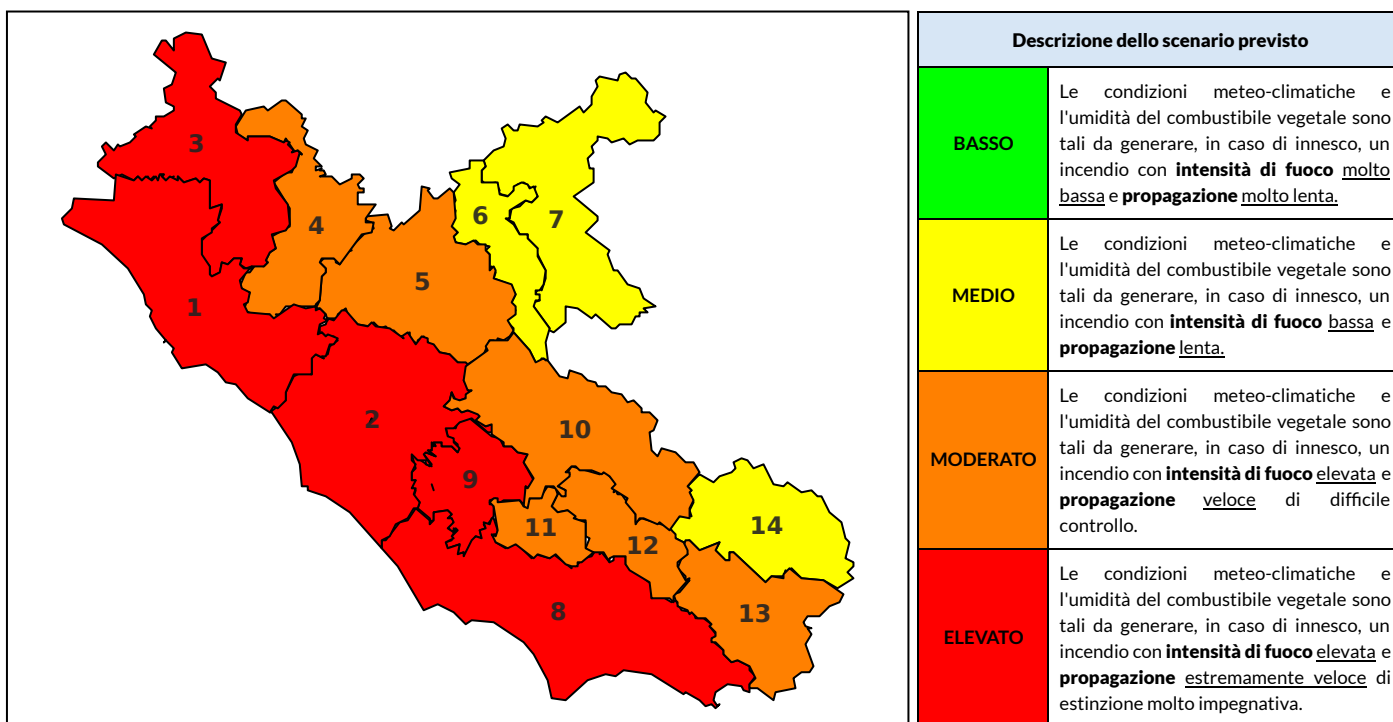 3
4
6
7
5
1
2
10
9
11
12
14
8
13
Descrizione dello scenario previsto
BASSO
Le condizioni meteo-climatiche e
l'umidità del combustibile vegetale sono
tali da generare, in caso di innesco, un
incendio con intensità di fuoco molto
bassa e propagazione molto lenta.
MEDIO
Le condizioni meteo-climatiche e
l'umidità del combustibile vegetale sono
tali da generare, in caso di innesco, un
incendio con intensità di fuoco bassa e
propagazione lenta.
MODERATO
Le condizioni meteo-climatiche e
l'umidità del combustibile vegetale sono
tali da generare, in caso di innesco, un
incendio con intensità di fuoco elevata e
propagazione veloce di difficile
controllo.
ELEVATO
Le condizioni meteo-climatiche e
l'umidità del combustibile vegetale sono
tali da generare, in caso di innesco, un
incendio con intensità di fuoco elevata e
propagazione estremamente veloce di
estinzione molto impegnativa.